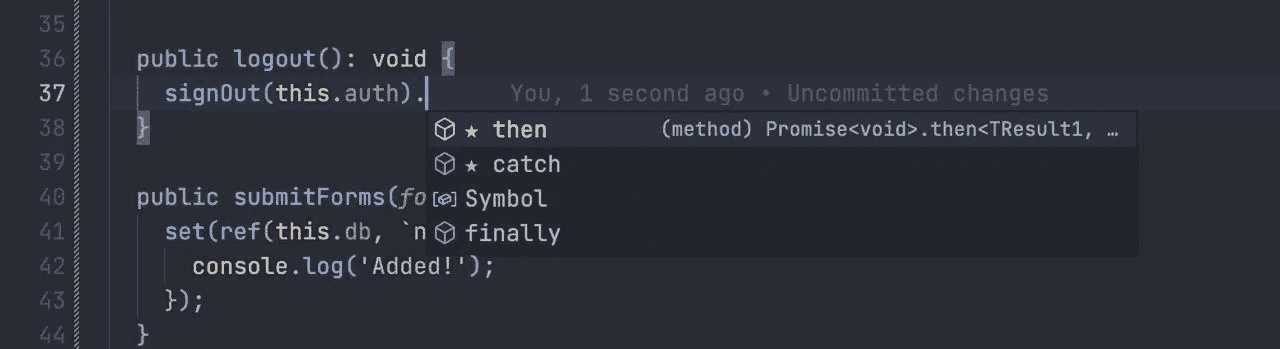 35
36 public logout(): void {
37 signOut(this.auth). You, 1 second ago • Uncommitted changes
★ then (method) Promise<void>.then<TResult1, …
38 }
★ catch
39
40 public submitForms(fo
Symbol
41 set(ref(this.db, `n
finally
42 console.log('Added!');
43 });
44 }